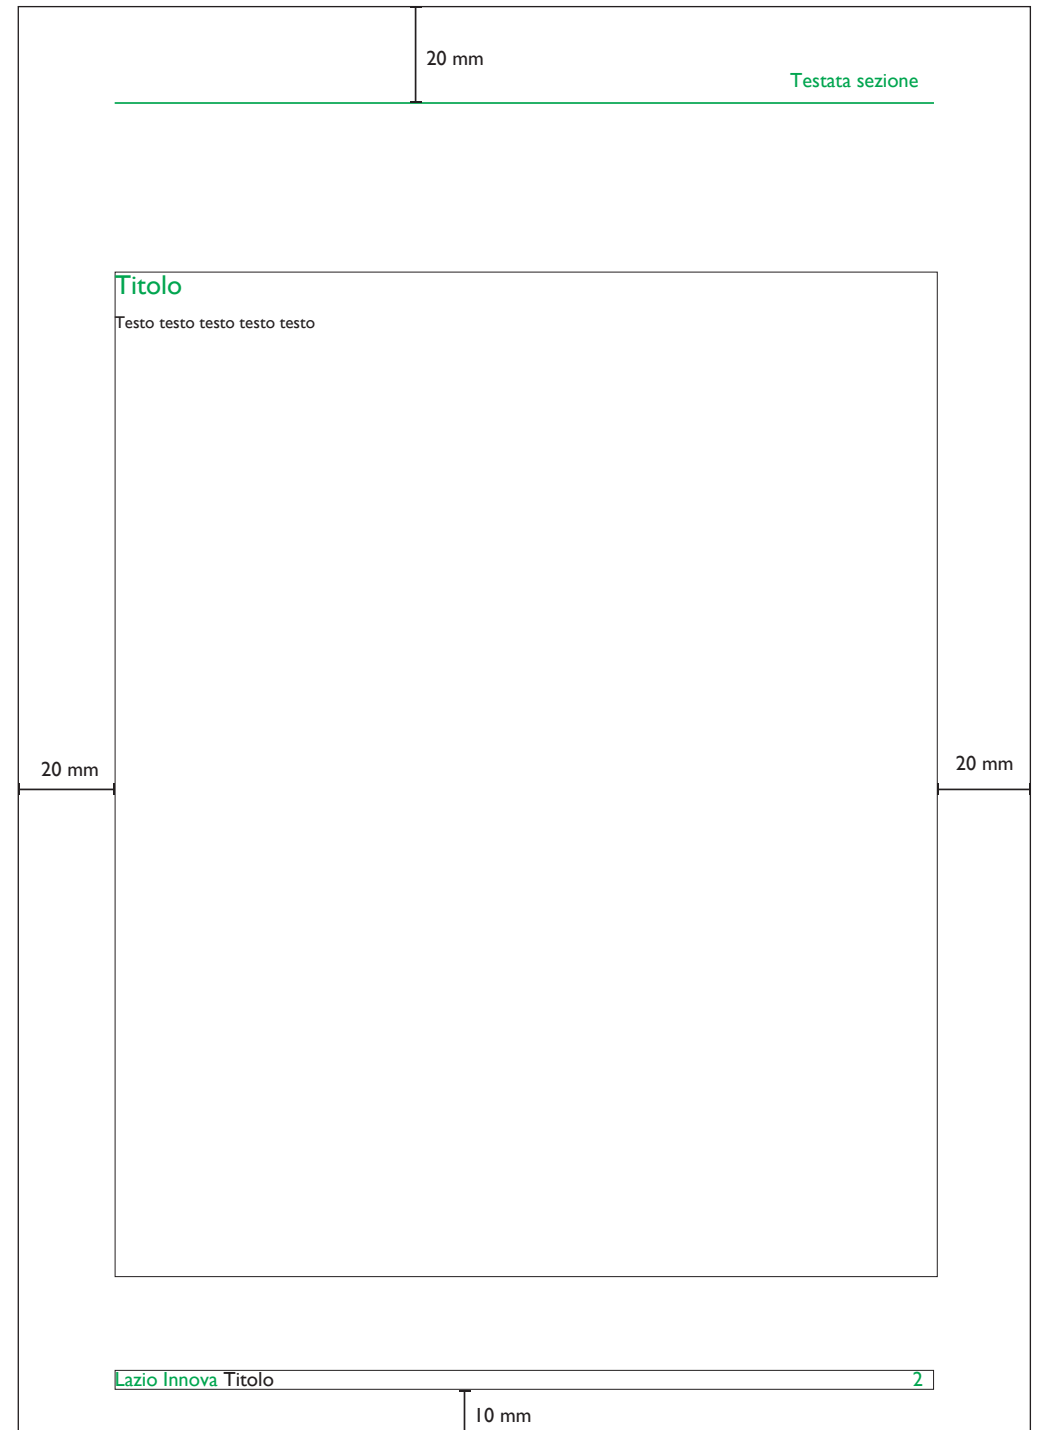 20 mm
Testata sezione
Titolo
Testo testo testo testo testo
20 mm
20 mm
Lazio Innova Titolo 2
10 mm